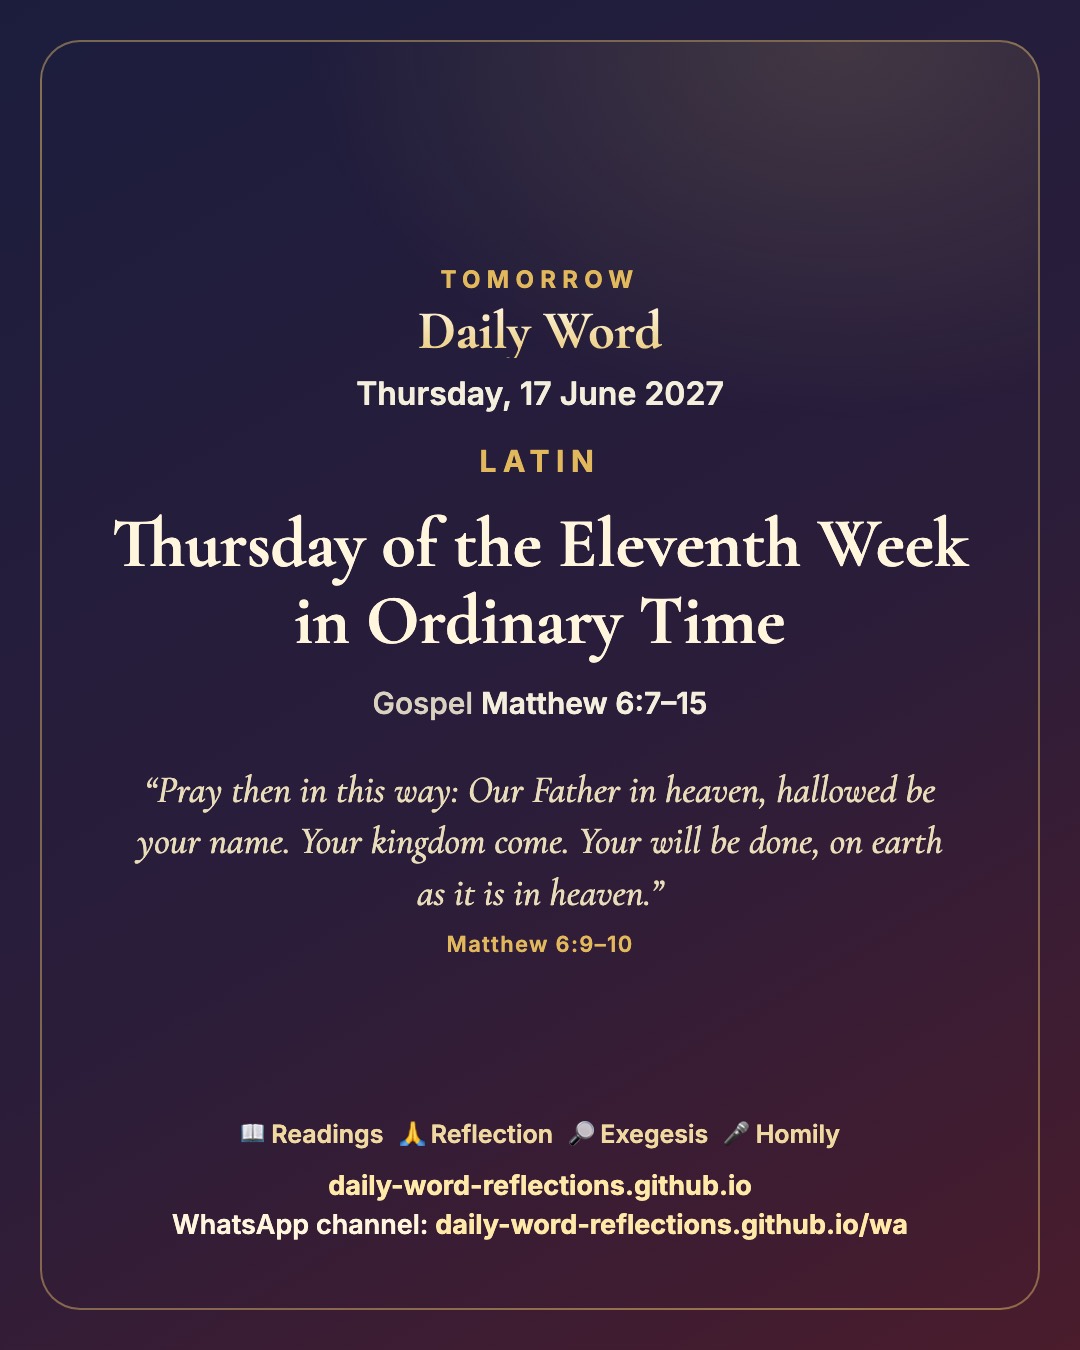 TOMORROW
Daily Word
Thursday, 17 June 2027
LATIN
Thursday of the Eleventh Week
in Ordinary Time
Gospel Matthew 6:7–15
“Pray then in this way: Our Father in heaven, hallowed be
your name. Your kingdom come. Your will be done, on earth
as it is in heaven.”
Matthew 6:9–10
📖 Readings 🙏 Reflection 🔎 Exegesis 🎤 Homily
daily-word-reflections.github.io
WhatsApp channel: daily-word-reflections.github.io/wa